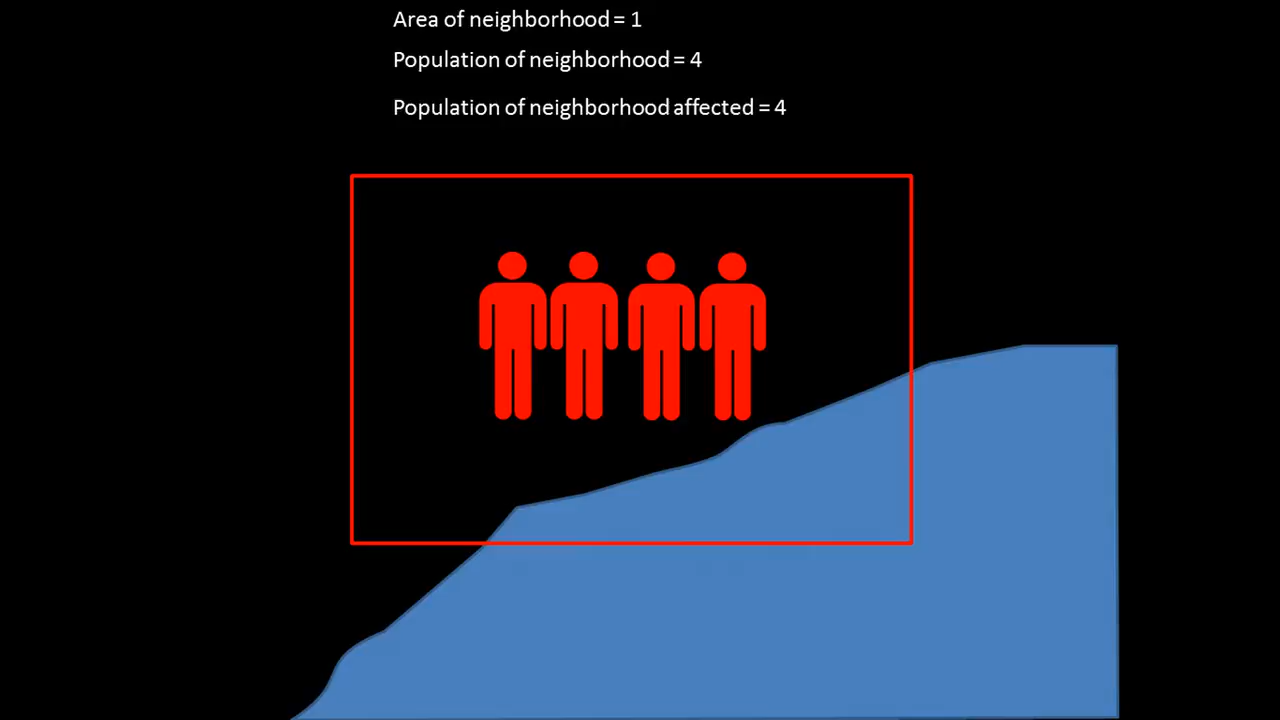 Area of neighborhood = 1
Population of neighborhood = 4
Population of neighborhood affected = 4